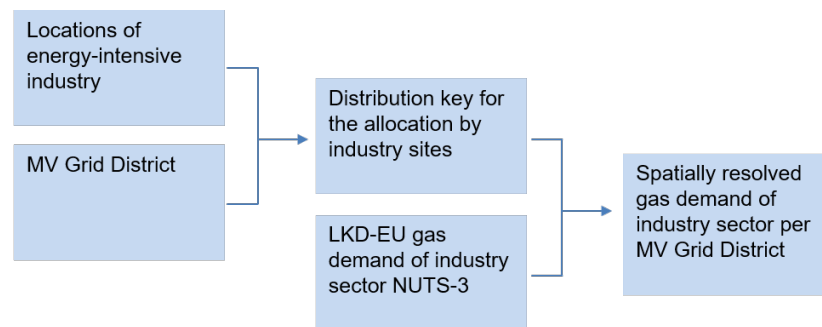 Locations of
energy-intensive
industry
MV Grid District
Distribution key for
the allocation by
industry sites
LKD-EU gas
demand of industry
sector NUTS-3
Spatially resolved
gas demand of
industry sector per
MV Grid District